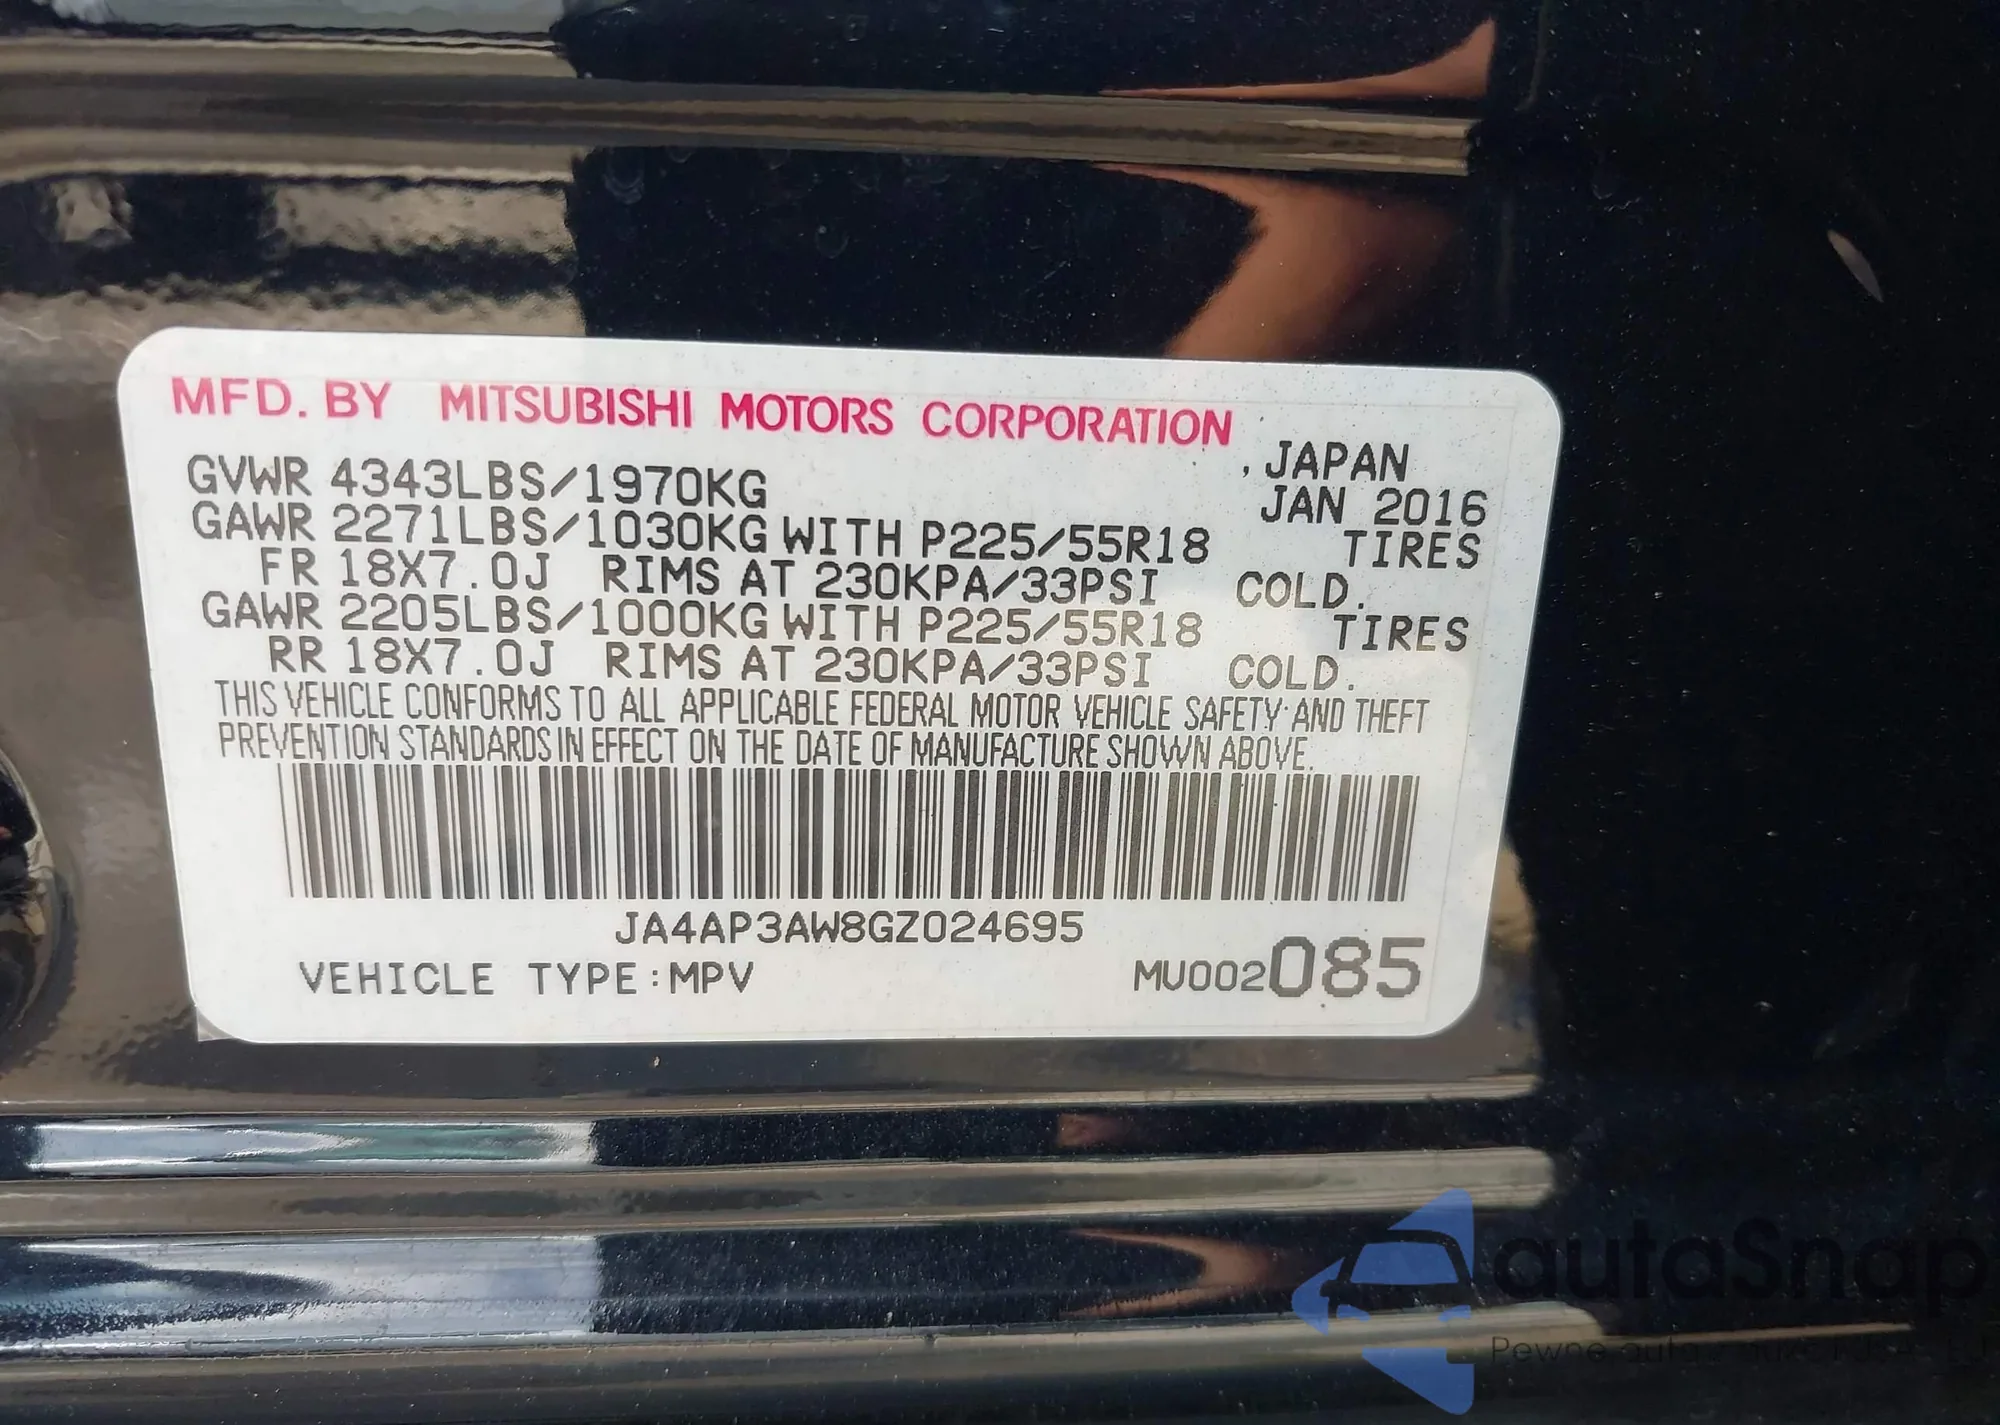 MFD. BY MITSUBISHI MOTORS CORPORATION
, JAPAN
GVWR 4343LBS/1970KG JAN 2016
GAWR 2271LBS/1030KG WITH P225/55R18 TIRES
FR 18X7.0J RIMS AT 230KPA/33PSI COLD.
GAWR 2205LBS/1000KG WITH P225/55R18 TIRES
RR 18X7.0J RIMS AT 230KPA/33PSI COLD.
THIS VEHICLE CONFORMS TO ALL APPLICABLE FEDERAL MOTOR VEHICLE SAFETY AND THEFT
PREVENTION STANDARDS IN EFFECT ON THE DATE OF MANUFACTURE SHOWN ABOVE.
JA4AP3AW8GZ024695
VEHICLE TYPE:MPV MU002085
autaSnap
Pewne auta